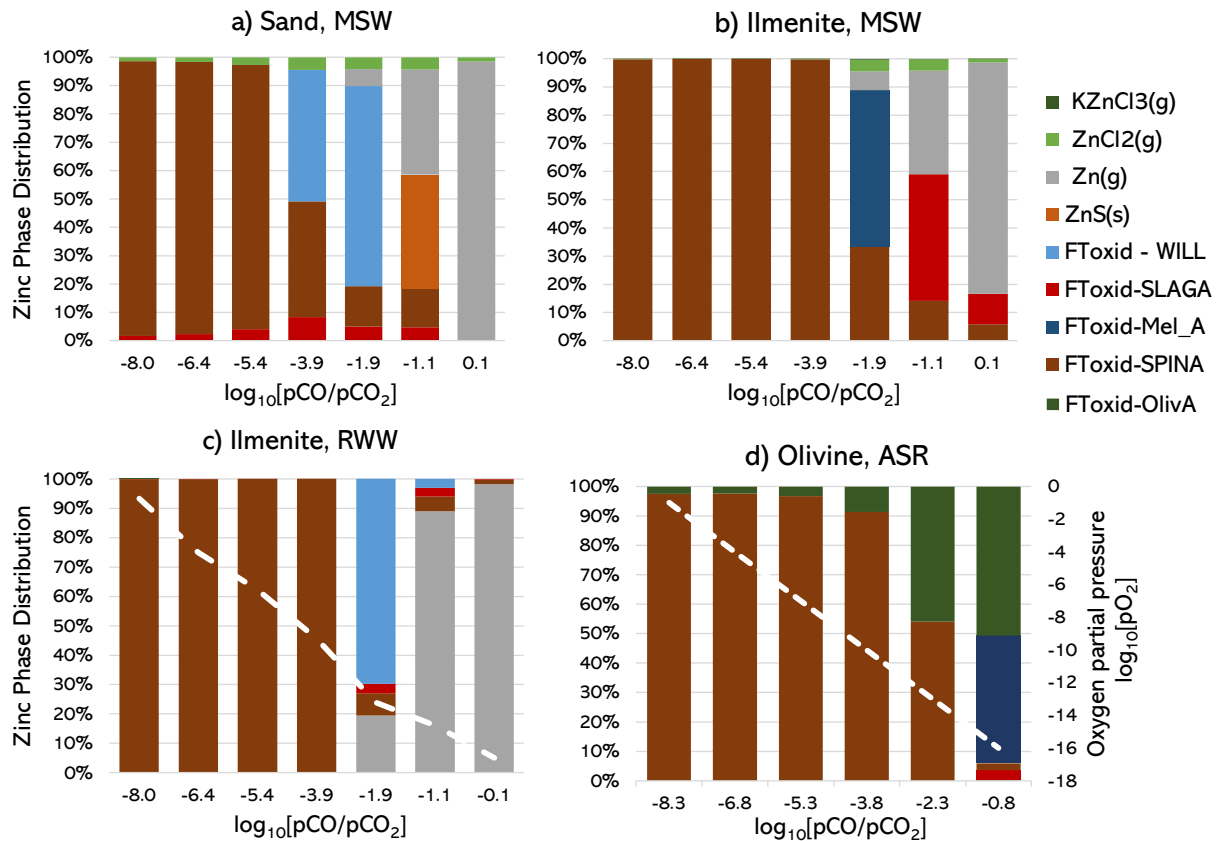 a) Sand, MSW
Zinc Phase Distribution
100%
90%
80%
70%
60%
50%
40%
30%
20%
10%
0%
-8.0 -6.4 -5.4 -3.9 -1.9 -1.1 0.1
log10[pCO/pCO2]
b) Ilmenite, MSW
100%
90%
80%
70%
60%
50%
40%
30%
20%
10%
0%
-8.0 -6.4 -5.4 -3.9 -1.9 -1.1 0.1
log10[pCO/pCO2]
KZnCl3(g)
ZnCl2(g)
Zn(g)
ZnS(s)
FToxid - WILL
FToxid-SLAGA
FToxid-Mel_A
FToxid-SPINA
FToxid-OlivA
c) Ilmenite, RWW
Zinc Phase Distribution
100%
90%
80%
70%
60%
50%
40%
30%
20%
10%
0%
-8.0 -6.4 -5.4 -3.9 -1.9 -1.1 -0.1
log10[pCO/pCO2]
d) Olivine, ASR
100%
90%
80%
70%
60%
50%
40%
30%
20%
10%
0%
-8.3 -6.8 -5.3 -3.8 -2.3 -0.8
log10[pCO/pCO2]
0
-2
-4
-6
-8
-10
-12
-14
-16
-18
Oxygen partial pressure
log10[pO2]